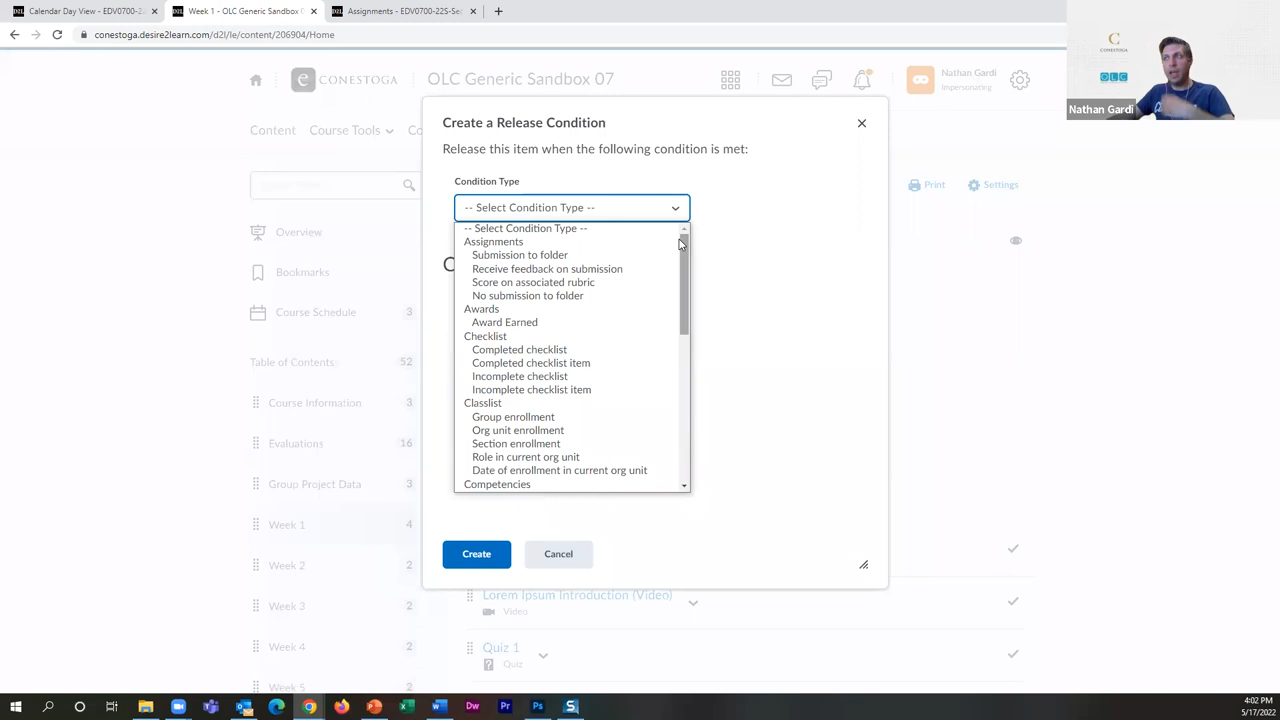 Calendar Day View - EDV0700-22
Week 1 - OLC Generic Sandbox 0
Assignments - EDV0700-22S-Se
conestoga.desire2learn.com/d2l/le/content/206904/Home
CONESTOGA
OLC Generic Sandbox 07
Nathan Gardi
Impersonating
CONESTOGA
OLC
Nathan Gardi
Content
Course Tools
Co
Create a Release Condition
Release this item when the following condition is met:
Condition Type
-- Select Condition Type --
-- Select Condition Type --
Assignments
Submission to folder
Receive feedback on submission
Score on associated rubric
No submission to folder
Awards
Award Earned
Checklist
Completed checklist
Completed checklist item
Incomplete checklist
Incomplete checklist item
Classlist
Group enrollment
Org unit enrollment
Section enrollment
Role in current org unit
Date of enrollment in current org unit
Competencies
Create
Cancel
Print
Settings
Overview
Bookmarks
Course Schedule 3
Table of Contents 52
Course Information 3
Evaluations 16
Group Project Data 3
Week 1 4
Week 2 2
Week 3 2
Week 4 2
Week 5 2
Lorem Ipsum Introduction (Video)
Video
Quiz 1
Quiz
4:02 PM
5/17/2022